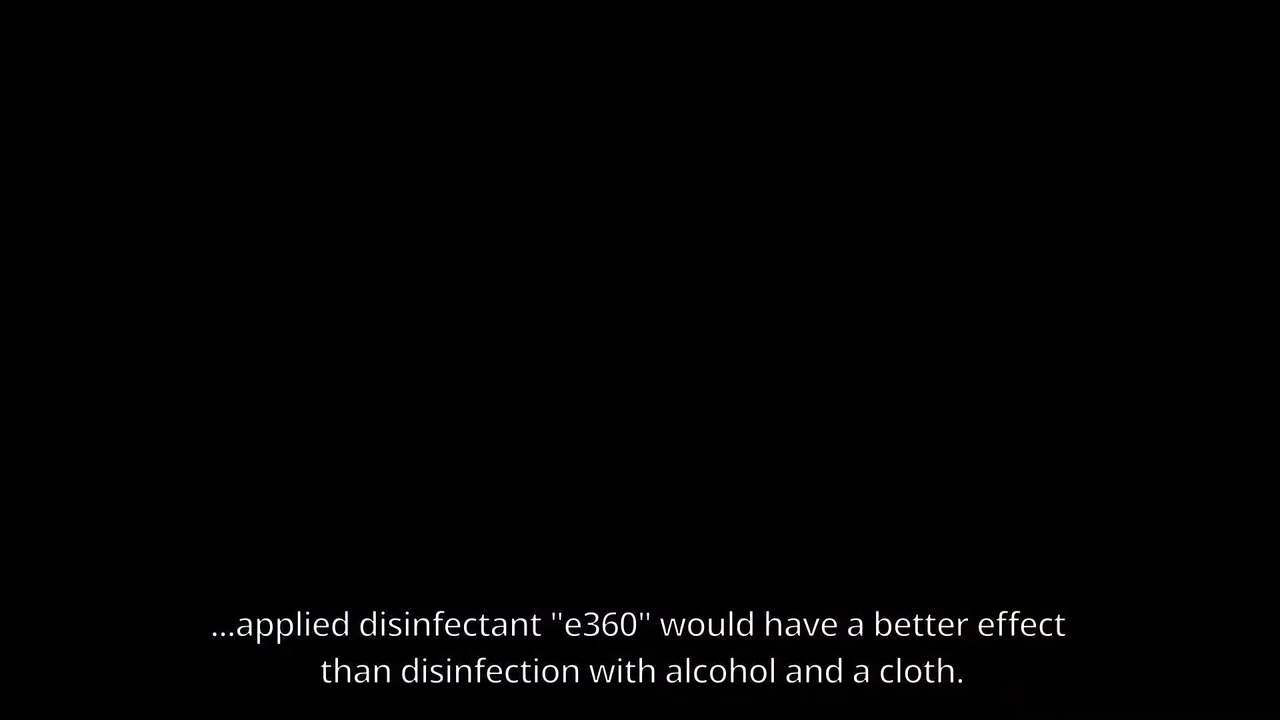 ...applied disinfectant "e360" would have a better effect
than disinfection with alcohol and a cloth.